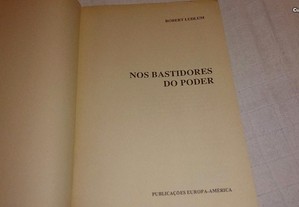 ROBERT LUDLUM
NOS BASTIDORES
DO PODER
PUBLICAÇÕES EUROPA-AMÉRICA